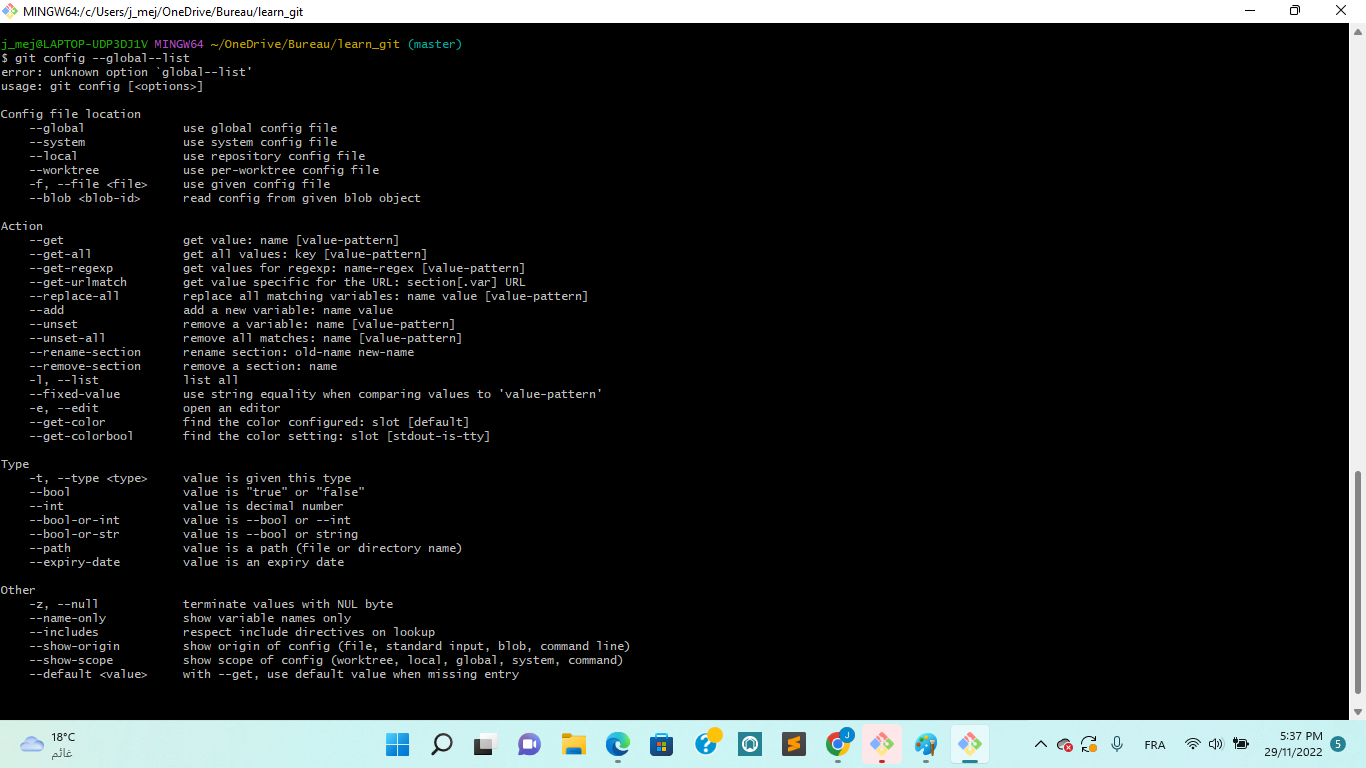 MINGW64:/c/Users/j_mej/OneDrive/Bureau/learn_git
j_mej@LAPTOP-UDP3DJ1V MINGW64 ~/OneDrive/Bureau/learn_git (master)
$ git config --global--list
error: unknown option `global--list'
usage: git config [<options>]
Config file location
--global use global config file
--system use system config file
--local use repository config file
--worktree use per-worktree config file
-f, --file <file> use given config file
--blob <blob-id> read config from given blob object
Action
--get get value: name [value-pattern]
--get-all get all values: key [value-pattern]
--get-regexp get values for regexp: name-regex [value-pattern]
--get-urlmatch get value specific for the URL: section[.var] URL
--replace-all replace all matching variables: name value [value-pattern]
--add add a new variable: name value
--unset remove a variable: name [value-pattern]
--unset-all remove all matches: name [value-pattern]
--rename-section rename section: old-name new-name
--remove-section remove a section: name
-l, --list list all
--fixed-value use string equality when comparing values to 'value-pattern'
-e, --edit open an editor
--get-color find the color configured: slot [default]
--get-colorbool find the color setting: slot [stdout-is-tty]
Type
-t, --type <type> value is given this type
--bool value is "true" or "false"
--int value is decimal number
--bool-or-int value is --bool or --int
--bool-or-str value is --bool or string
--path value is a path (file or directory name)
--expiry-date value is an expiry date
Other
-z, --null terminate values with NUL byte
--name-only show variable names only
--includes respect include directives on lookup
--show-origin show origin of config (file, standard input, blob, command line)
--show-scope show scope of config (worktree, local, global, system, command)
--default <value> with --get, use default value when missing entry
18°C
غائم
J
FRA
5:37 PM
29/11/2022
5